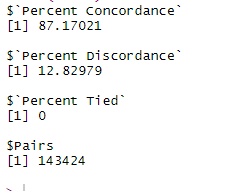 $`Percent Concordance`
[1] 87.17021
$`Percent Discordance`
[1] 12.82979
$`Percent Tied`
[1] 0
$Pairs
[1] 143424
>